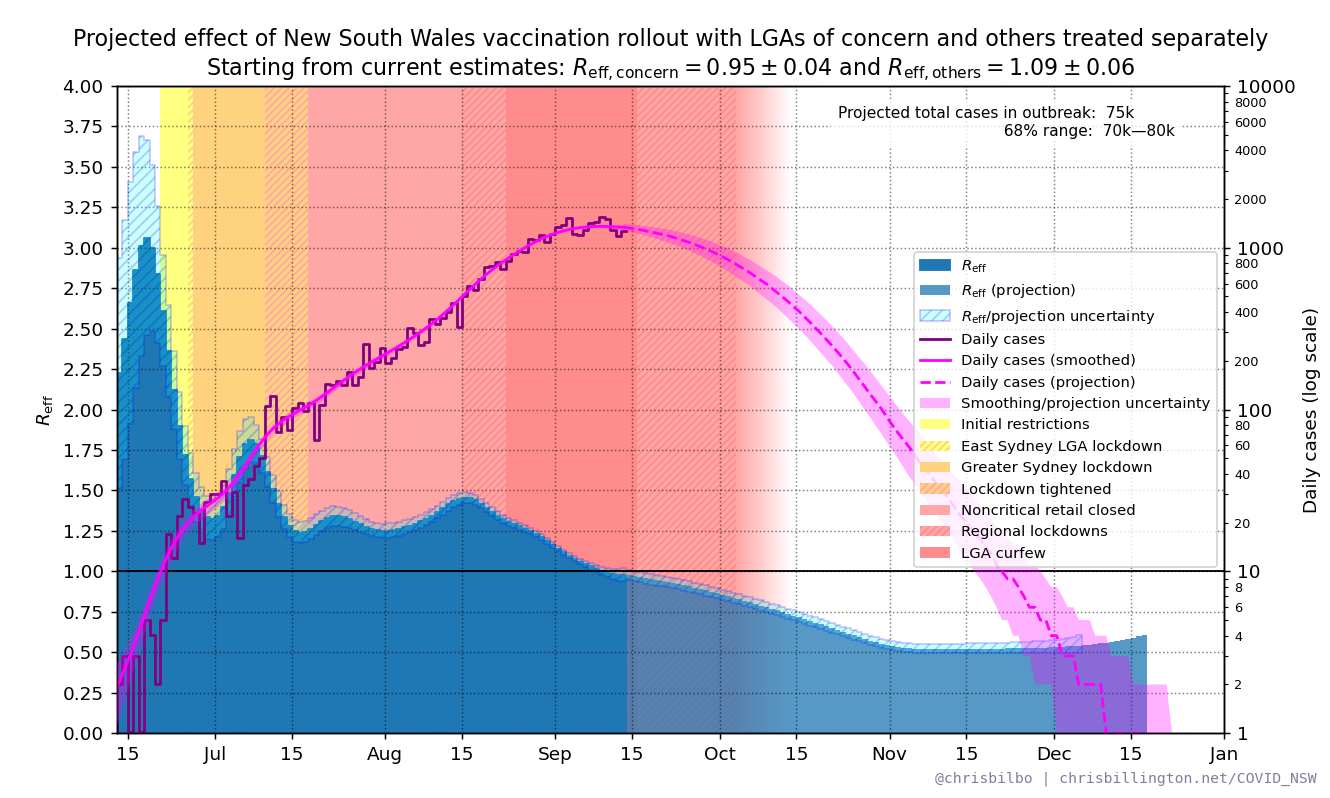 Projected effect of New South Wales vaccination rollout with LGAs of concern and others treated separately
Starting from current estimates: Reff, concern = 0.95 ± 0.04 and Reff, others = 1.09 ± 0.06
Projected total cases in outbreak: 75k
68% range: 70k—80k
Reff
4.00
3.75
3.50
3.25
3.00
2.75
2.50
2.25
2.00
1.75
1.50
1.25
1.00
0.75
0.50
0.25
0.00
Reff
Reff (projection)
Reff/projection uncertainty
Daily cases
Daily cases (smoothed)
Daily cases (projection)
Smoothing/projection uncertainty
Initial restrictions
East Sydney LGA lockdown
Greater Sydney lockdown
Lockdown tightened
Noncritical retail closed
Regional lockdowns
LGA curfew
10000
8000
6000
4000
2000
1000
800
600
400
200
100
80
60
40
20
10
8
6
4
2
1
Daily cases (log scale)
15 Jul 15 Aug 15 Sep 15 Oct 15 Nov 15 Dec 15 Jan
@chrisbilbo | chrisbillington.net/COVID_NSW